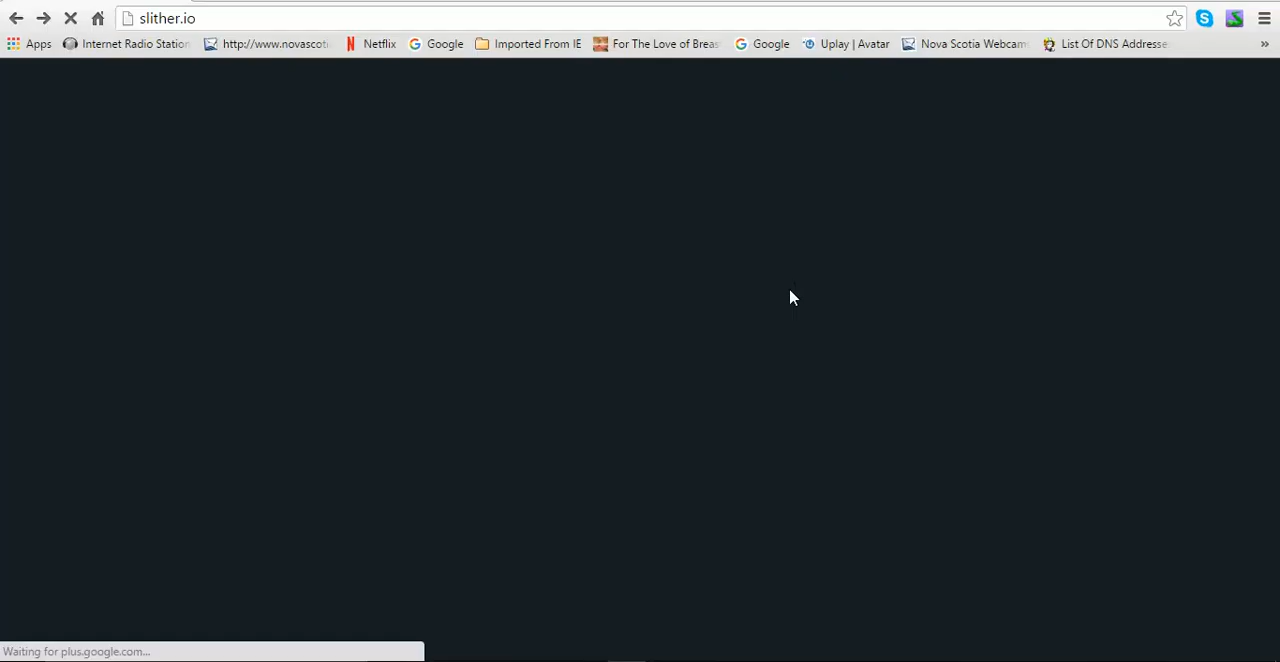 slither.io
Apps Internet Radio Station http://www.novascoti Netflix Google Imported From IE For The Love of Breas Google Uplay | Avatar Nova Scotia Webcam List Of DNS Addresse »
Waiting for plus.google.com...